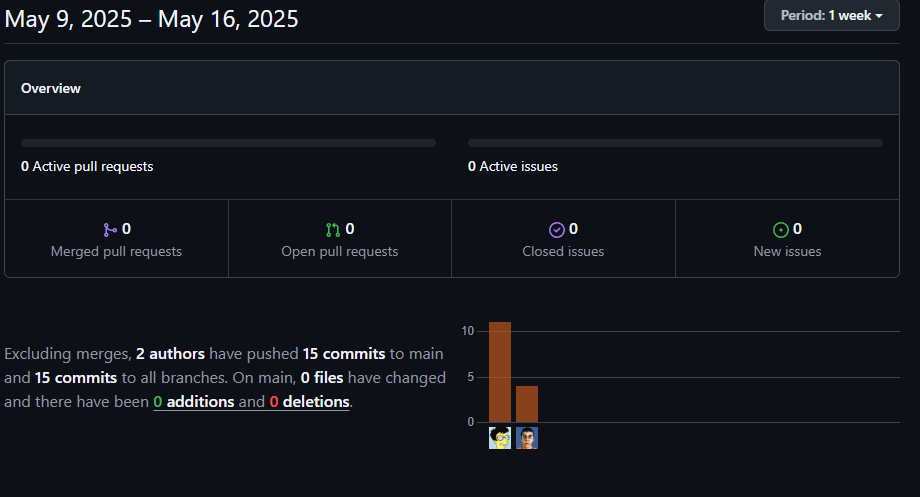 May 9, 2025 – May 16, 2025
Period: 1 week
Overview
0 Active pull requests
0 Active issues
0
Merged pull requests
0
Open pull requests
0
Closed issues
0
New issues
Excluding merges, 2 authors have pushed 15 commits to main
and 15 commits to all branches. On main, 0 files have changed
and there have been 0 additions and 0 deletions.
10
5
0